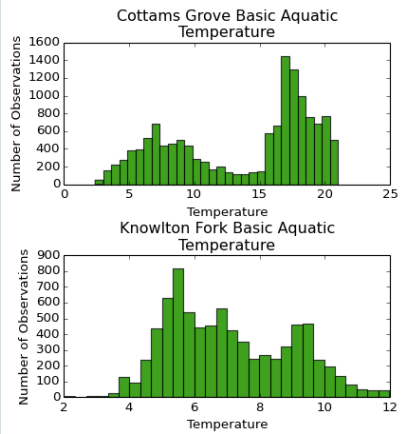 Cottams Grove Basic Aquatic
Temperature
Number of Observations
1600
1400
1200
1000
800
600
400
200
0
0 5 10 15 20 25
Temperature
Knowlton Fork Basic Aquatic
Temperature
Number of Observations
900
800
700
600
500
400
300
200
100
0
2 4 6 8 10 12
Temperature